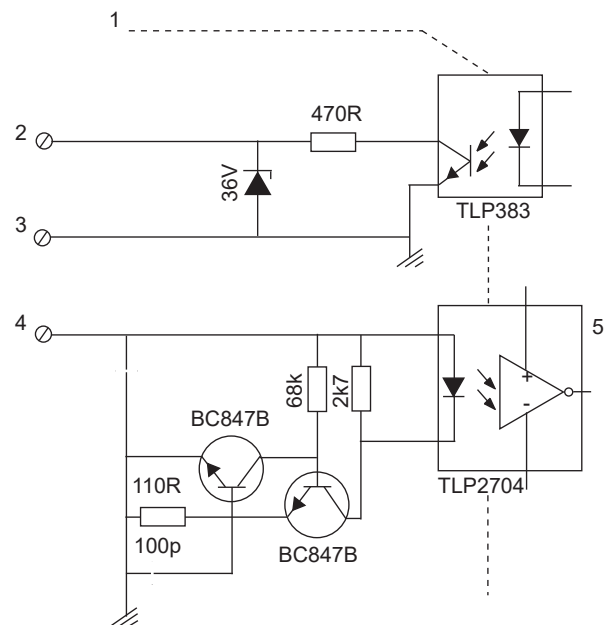 1
470R
2
36V
3
TLP383
4
5
68k
2k7
BC847B
+
-
110R
TLP2704
100p
BC847B